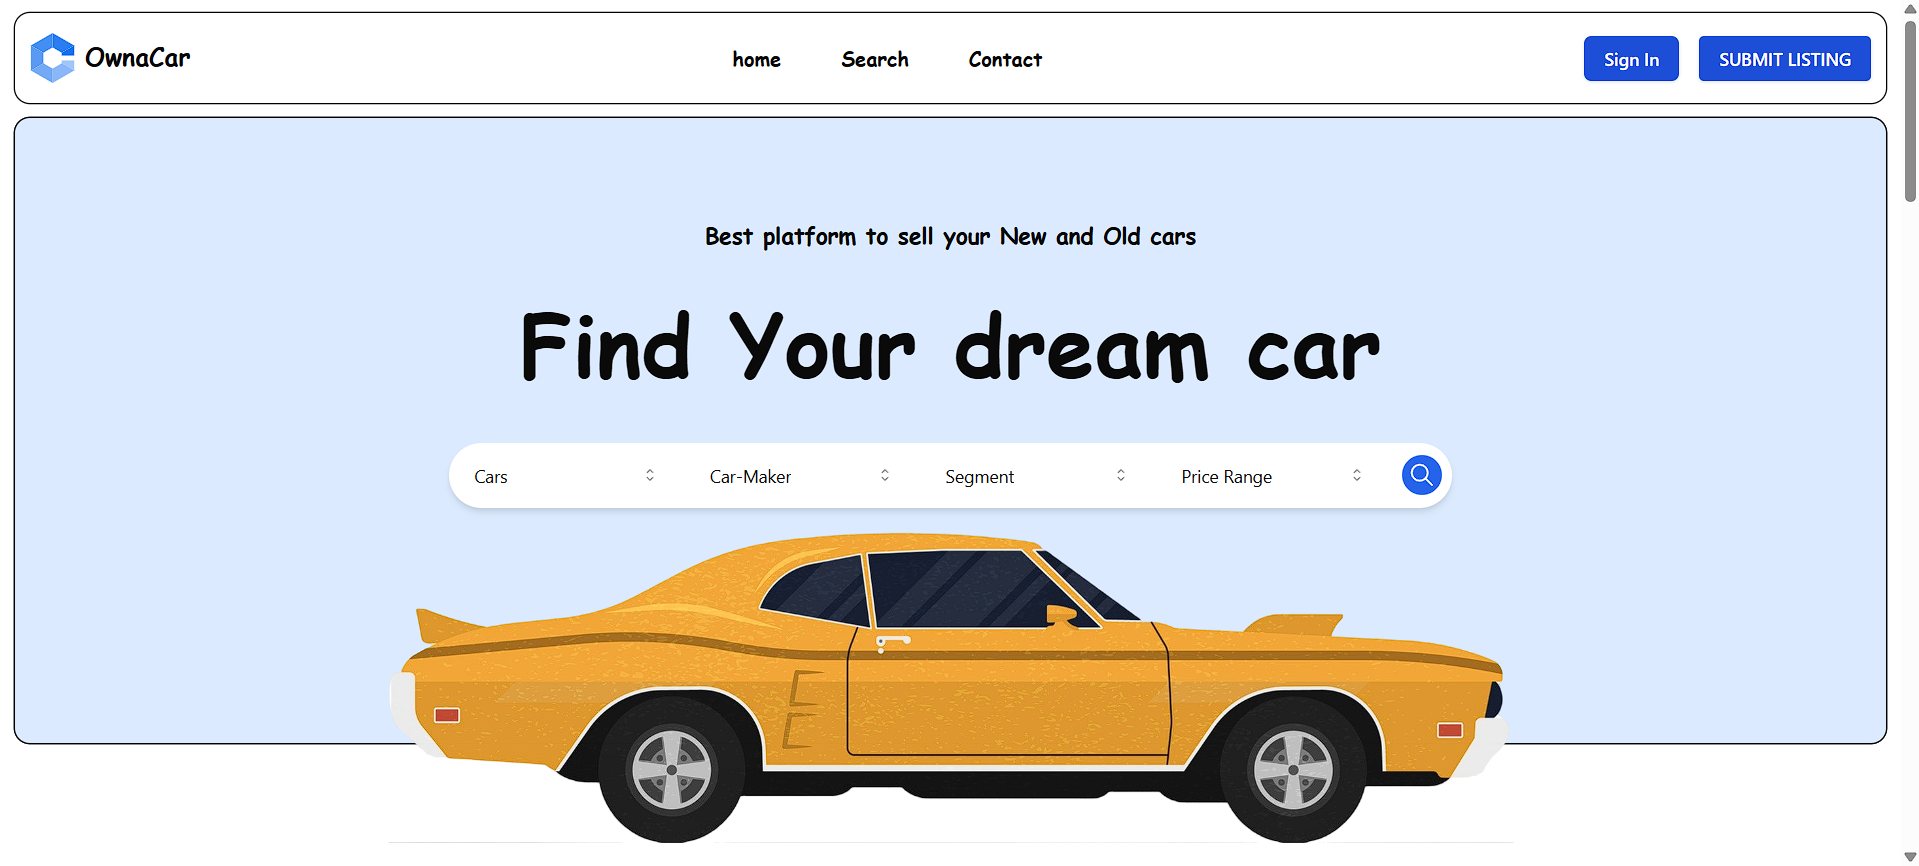 OwnaCar
home Search Contact
Sign In SUBMIT LISTING
Best platform to sell your New and Old cars
Find Your dream car
Cars Car-Maker Segment Price Range